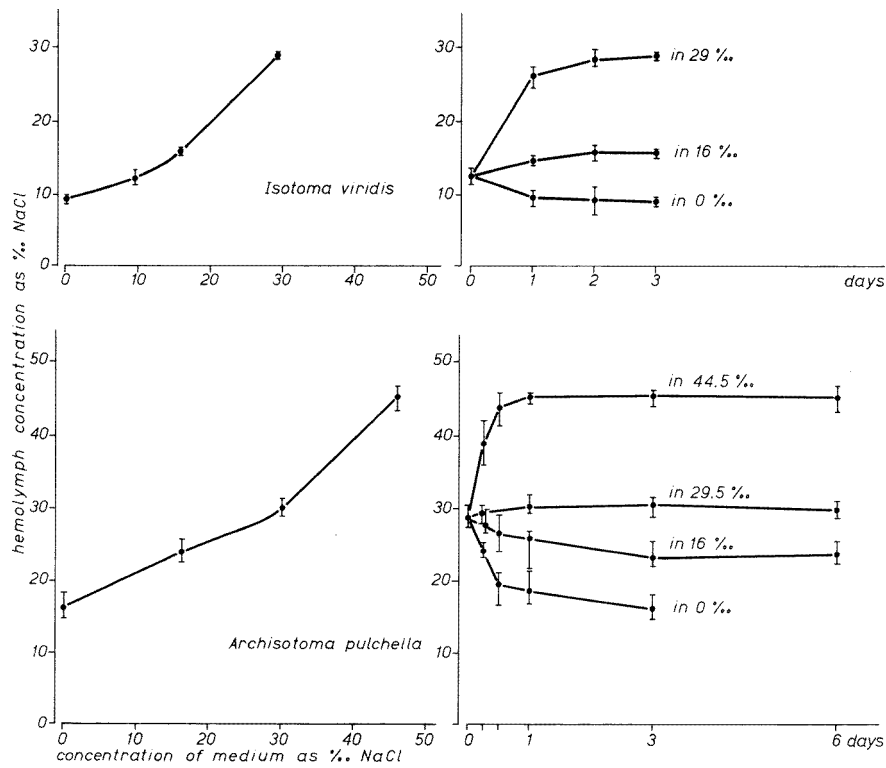 hemolymph concentration as ‰ NaCl
30
20
10
0
Isotoma viridis
0 10 20 30 40 50
30
20
10
0
in 29 ‰
in 16 ‰
in 0 ‰
0 1 2 3 days
50
40
30
20
10
0
Archisotoma pulchella
0 10 20 30 40 50
concentration of medium as ‰ NaCl
50
40
30
20
10
in 44.5 ‰
in 29.5 ‰
in 16 ‰
in 0 ‰
0 1 3 6 days